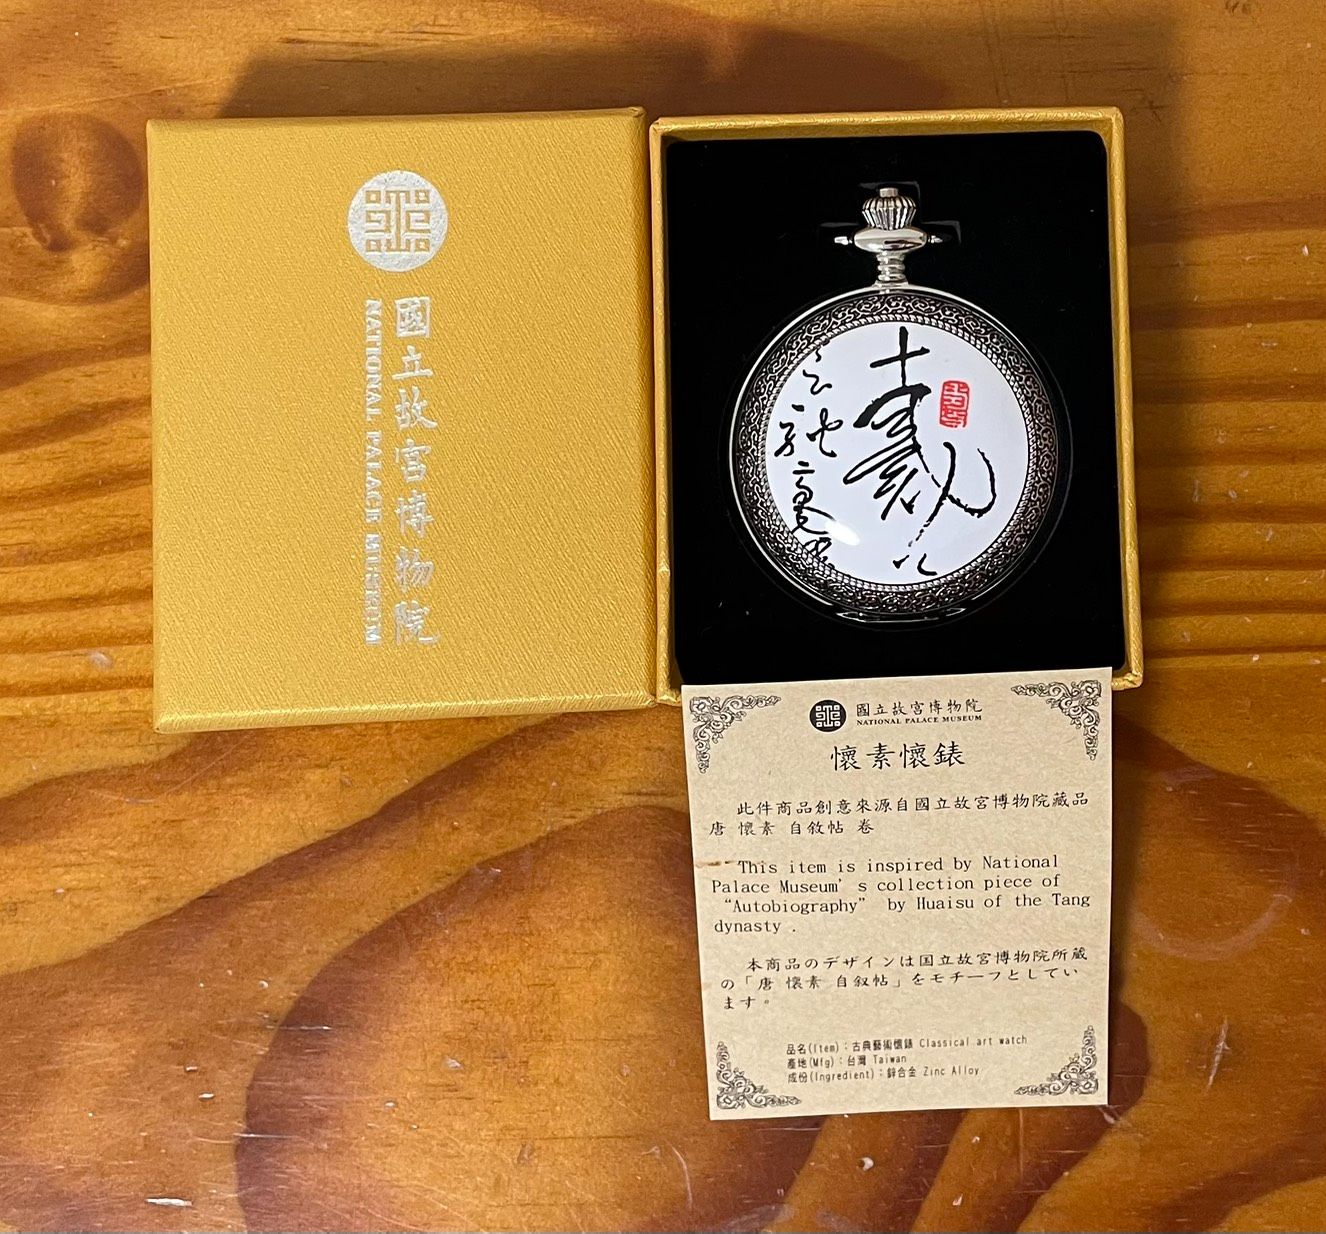 國立故宮博物院
NATIONAL PALACE MUSEUM
國立故宮博物院
NATIONAL PALACE MUSEUM
懷素懷錶
此件商品創意來源自國立故宮博物院藏品
唐 懷素 自敘帖 卷
This item is inspired by National
Palace Museum's collection piece of
“Autobiography” by Huaisu of the Tang
dynasty .
本商品のデザインは国立故宮博物院所蔵
の「唐 懐素 自叙帖」をモチーフとしてい
ます。
品名(Item)：古典藝術懷錶 Classical art watch
產地(Mfg)：台灣 Taiwan
成份(Ingredient)：鋅合金 Zinc Alloy